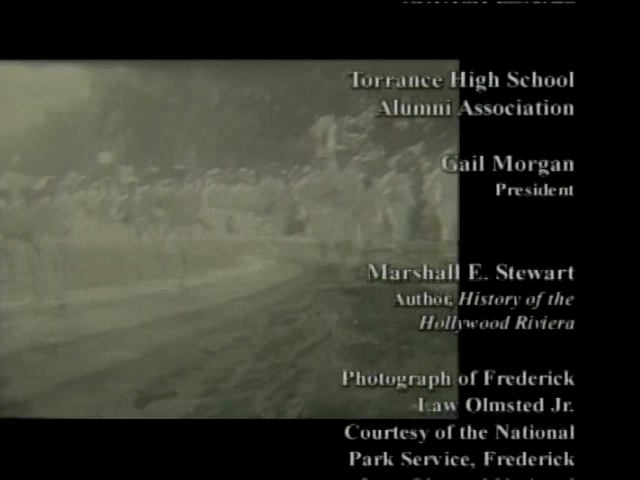 Torrance High School
Alumni Association
Gail Morgan
President
Marshall E. Stewart
Author, History of the
Hollywood Riviera
Photograph of Frederick
Law Olmsted Jr.
Courtesy of the National
Park Service, Frederick